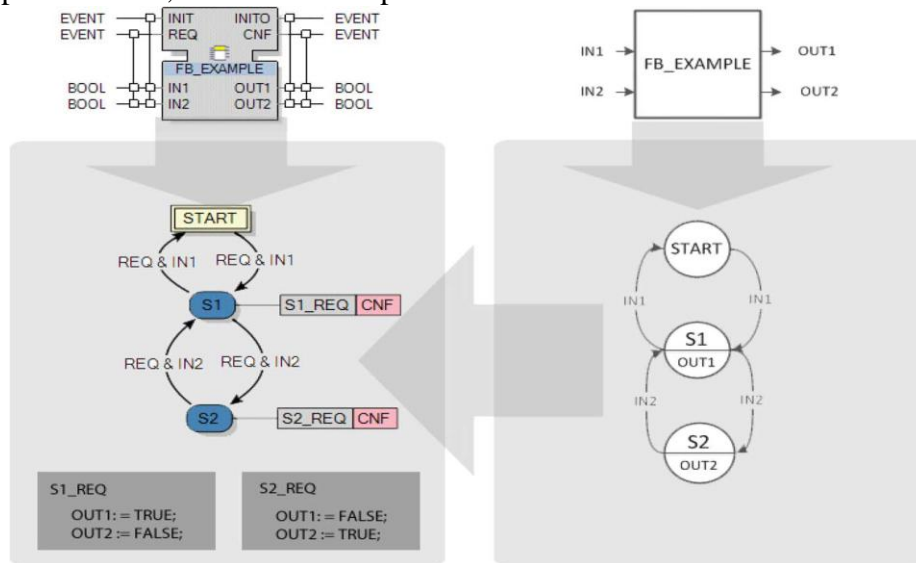 EVENT INIT INITO EVENT
EVENT REQ CNF EVENT
FB_EXAMPLE
BOOL IN1 OUT1 BOOL
BOOL IN2 OUT2 BOOL
IN1 OUT1
FB_EXAMPLE
IN2 OUT2
START
REQ & IN1 REQ & IN1
S1 S1_REQ CNF
REQ & IN2 REQ & IN2
S2 S2_REQ CNF
S1_REQ
OUT1: = TRUE;
OUT2 := FALSE;
S2_REQ
OUT1: = FALSE;
OUT2 := TRUE;
START
IN1 IN1
S1
OUT1
IN2 IN2
S2
OUT2